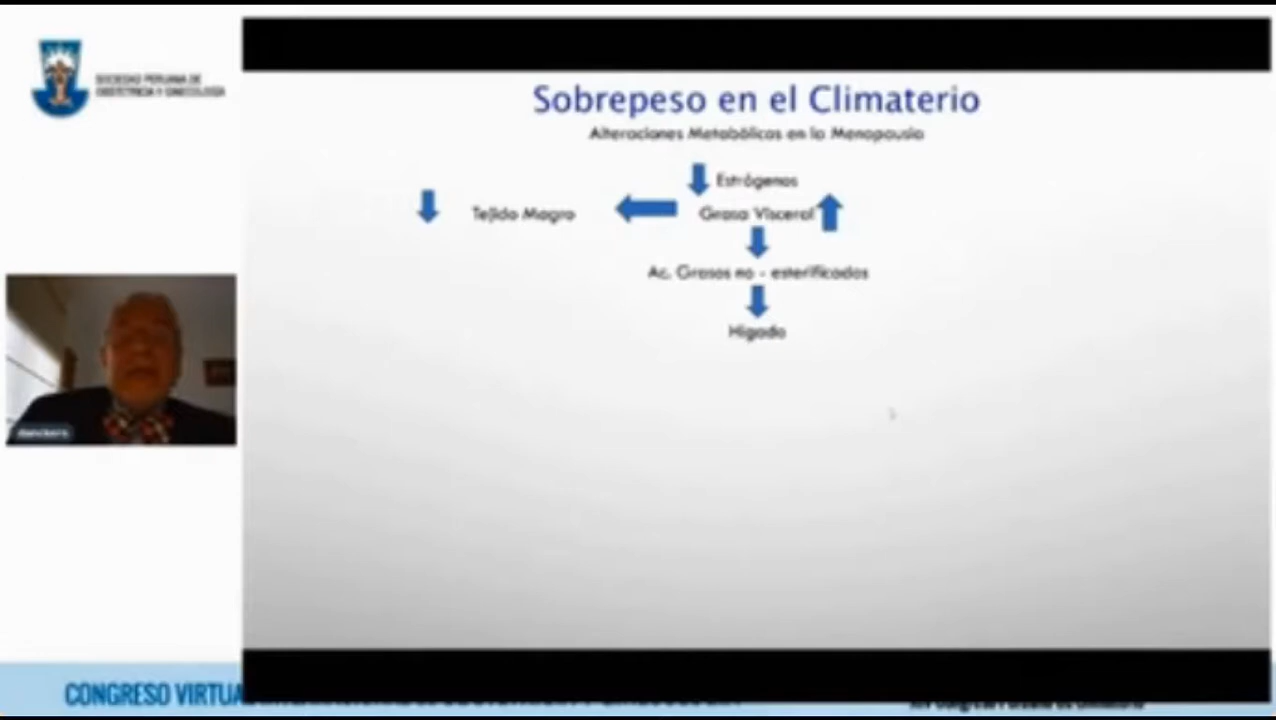 SOCIEDAD PERUANA DE
OBSTETRICIA Y GINECOLOGÍA
Sobrepeso en el Climaterio
Alteraciones Metabólicas en la Menopausia
Estrógenos
Tejido Magro
Grasa Visceral
Ac. Grasos no - esterificados
Hígado
CONGRESO VIRTUA